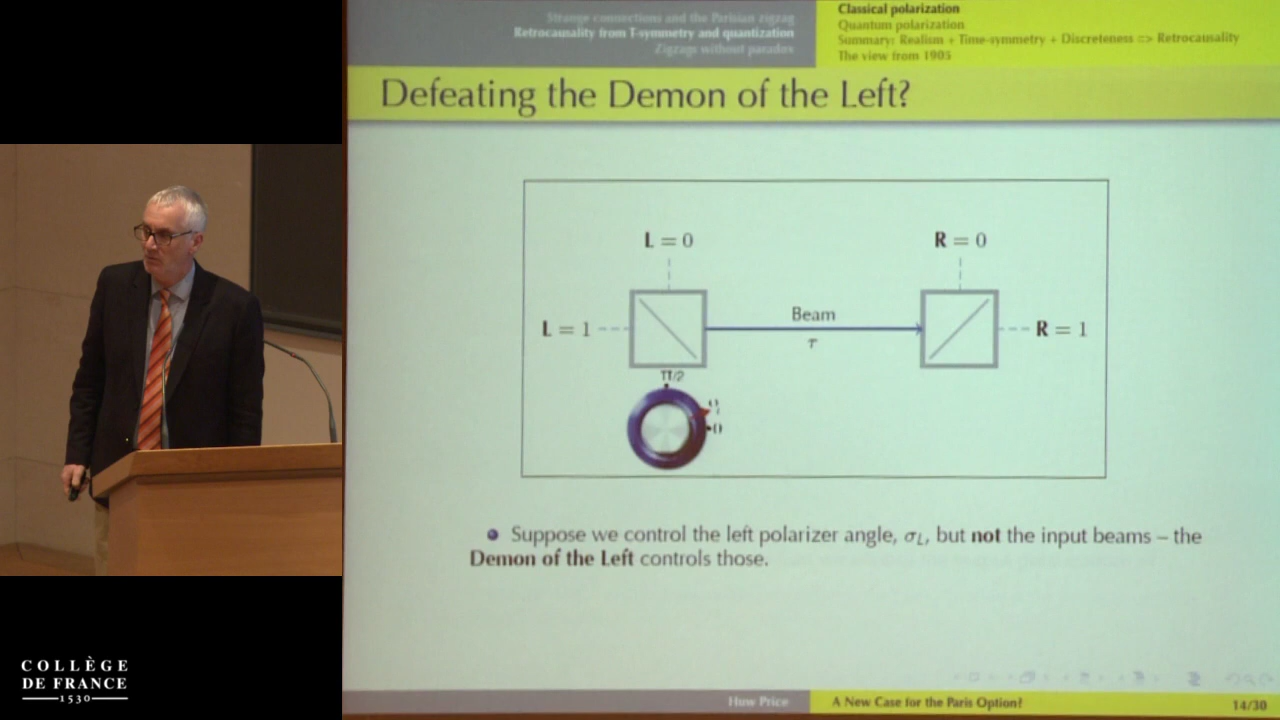 Strange connections and the Parisian zigzag
Retrocausality from T-symmetry and quantization
Zigzags without paradox
Classical polarization
Quantum polarization
Summary: Realism + Time-symmetry + Discreteness => Retrocausality
The view from 1905
Defeating the Demon of the Left?
L = 0
R = 0
L = 1
Beam
τ
R = 1
π/2
0
• Suppose we control the left polarizer angle, σL, but not the input beams – the
Demon of the Left controls those.
COLLÈGE
DE FRANCE
1530
Huw Price
A New Case for the Paris Option?
14/30